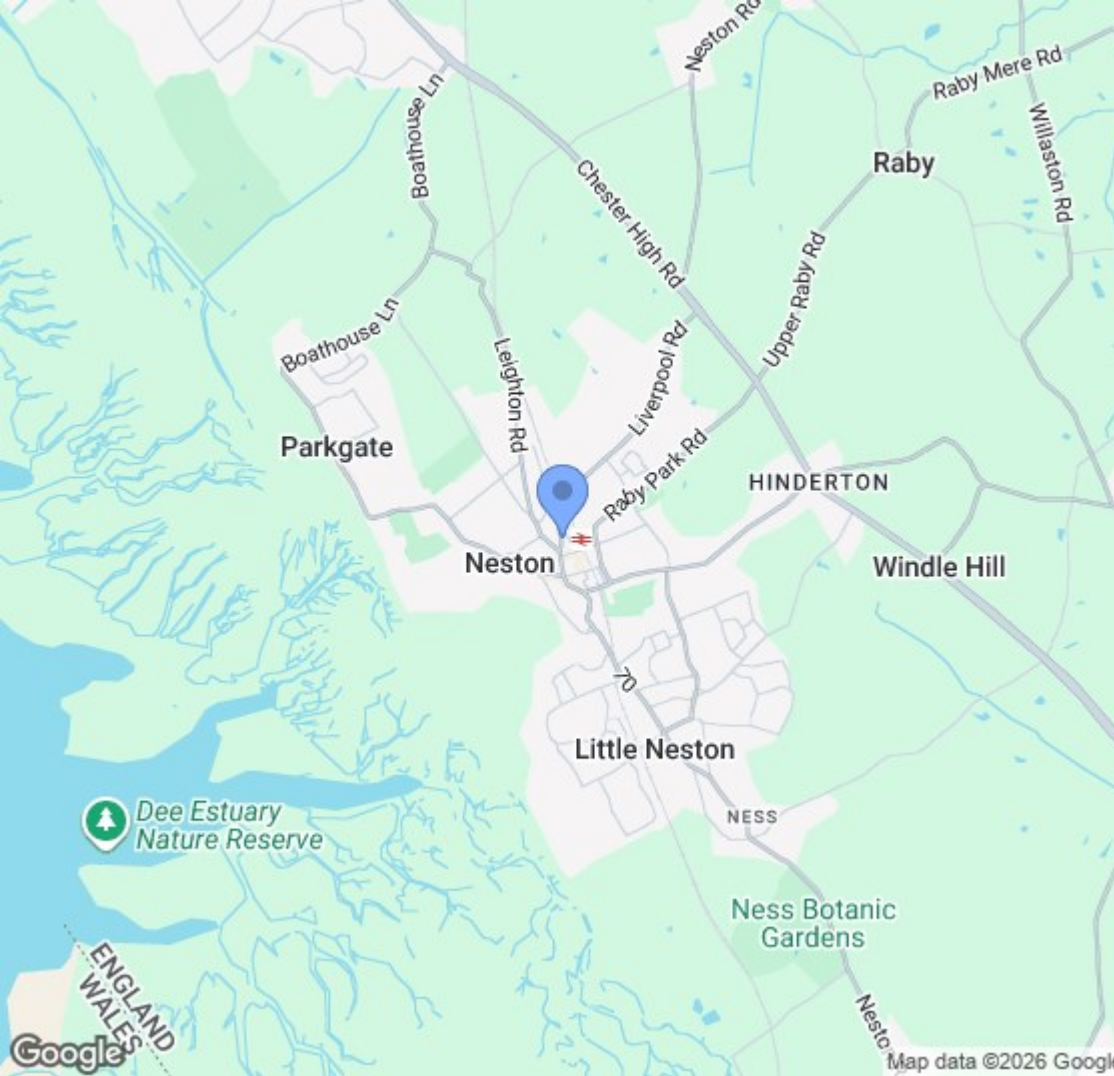 Neston Rd
Raby Mere Rd
Boathouse Ln
Willaston Rd
Raby
Chester High Rd
Upper Raby Rd
Boathouse Ln
Leighton Rd
Liverpool Rd
Parkgate
Raby Park Rd
HINDERTON
Neston
Windle Hill
70
Little Neston
Dee Estuary
Nature Reserve
NESS
Ness Botanic
Gardens
ENGLAND
WALES
Nesto
Google
Map data ©2026 Google